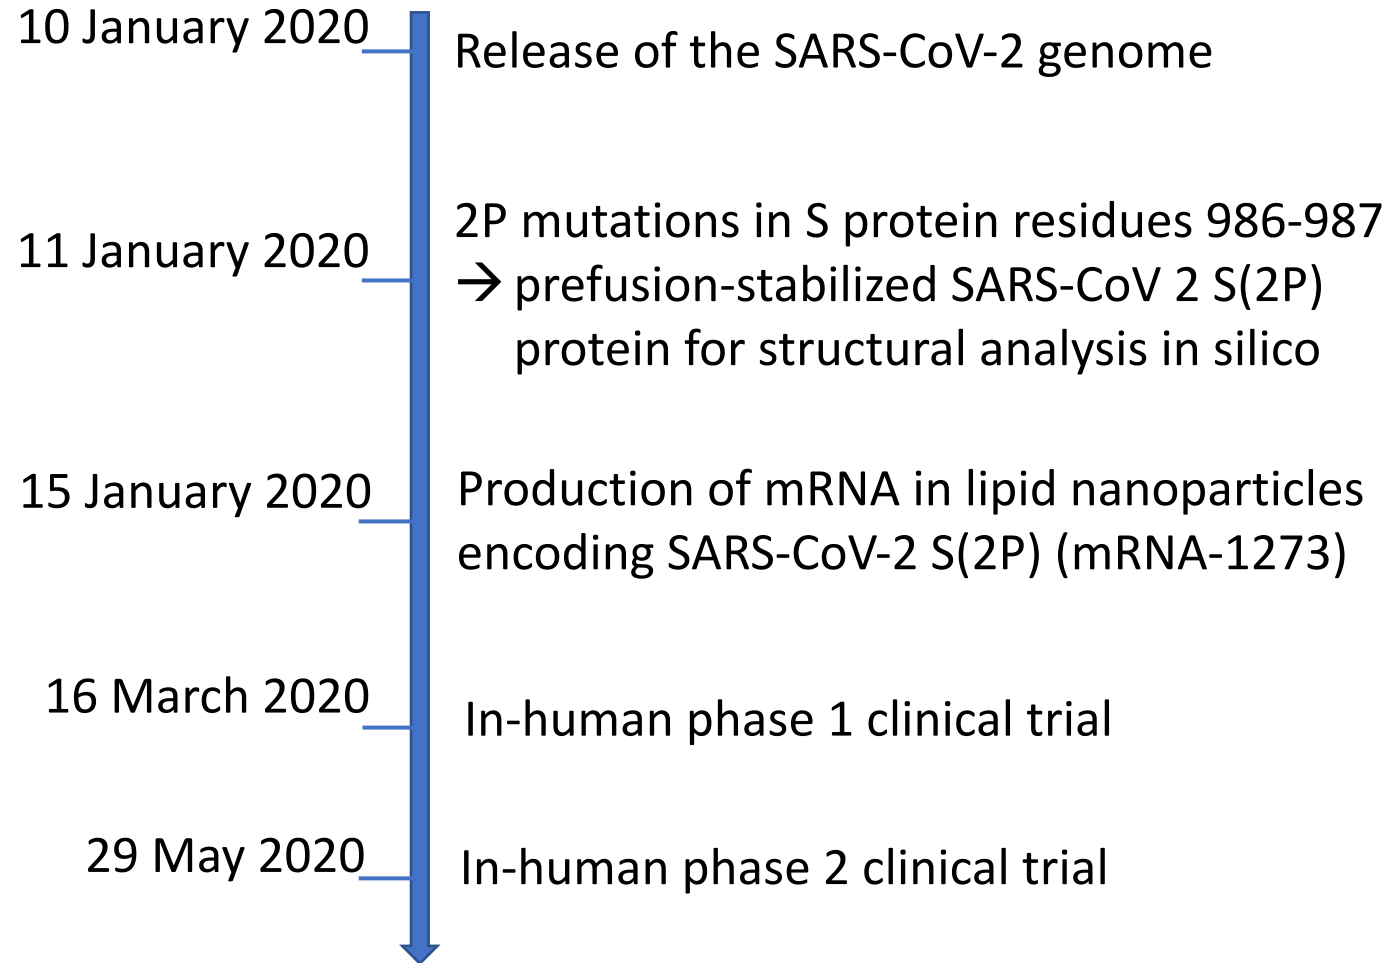 10 January 2020
Release of the SARS-CoV-2 genome
11 January 2020
2P mutations in S protein residues 986-987
→ prefusion-stabilized SARS-CoV 2 S(2P)
protein for structural analysis in silico
15 January 2020
Production of mRNA in lipid nanoparticles
encoding SARS-CoV-2 S(2P) (mRNA-1273)
16 March 2020
In-human phase 1 clinical trial
29 May 2020
In-human phase 2 clinical trial